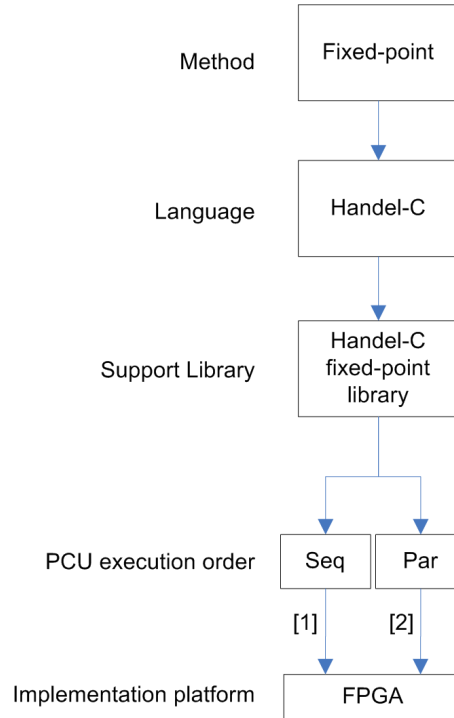 Method
Fixed-point
Language
Handel-C
Support Library
Handel-C
fixed-point
library
PCU execution order
Seq
Par
[1]
[2]
Implementation platform
FPGA